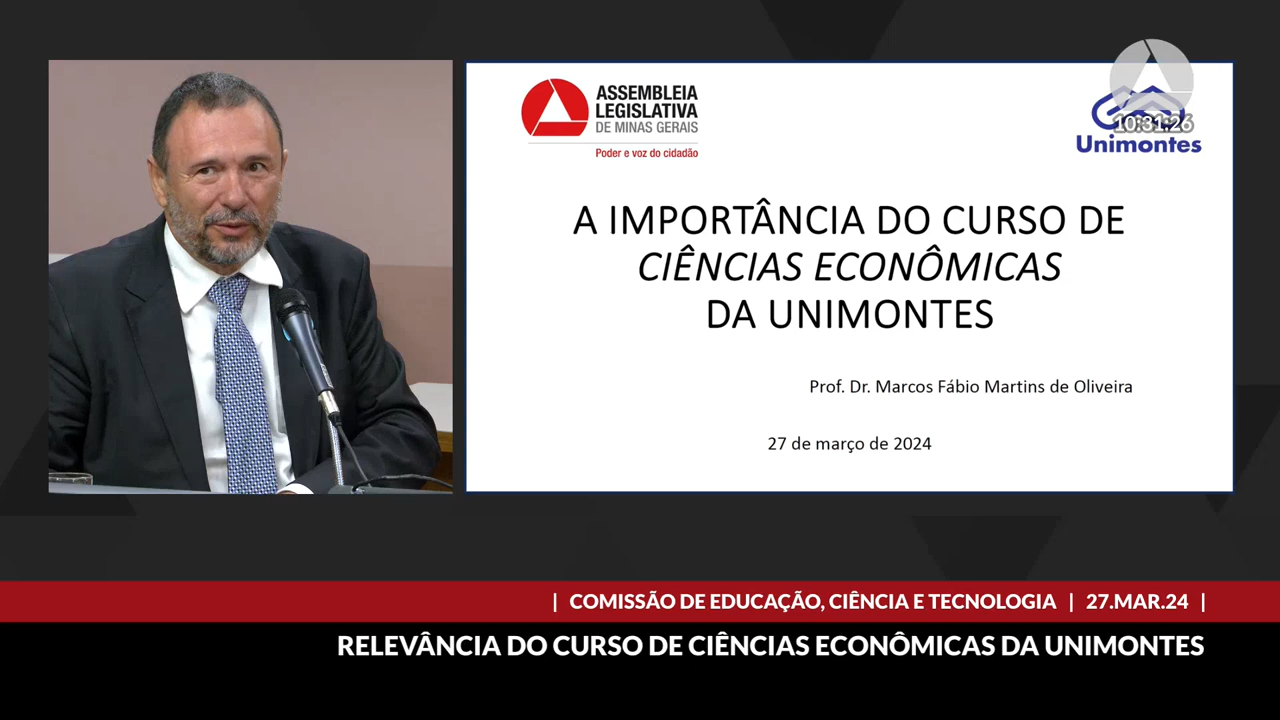 ASSEMBLEIA
LEGISLATIVA
DE MINAS GERAIS
Poder e voz do cidadão
10:31:26
Unimontes
A IMPORTÂNCIA DO CURSO DE
CIÊNCIAS ECONÔMICAS
DA UNIMONTES
Prof. Dr. Marcos Fábio Martins de Oliveira
27 de março de 2024
| COMISSÃO DE EDUCAÇÃO, CIÊNCIA E TECNOLOGIA | 27.MAR.24 |
RELEVÂNCIA DO CURSO DE CIÊNCIAS ECONÔMICAS DA UNIMONTES